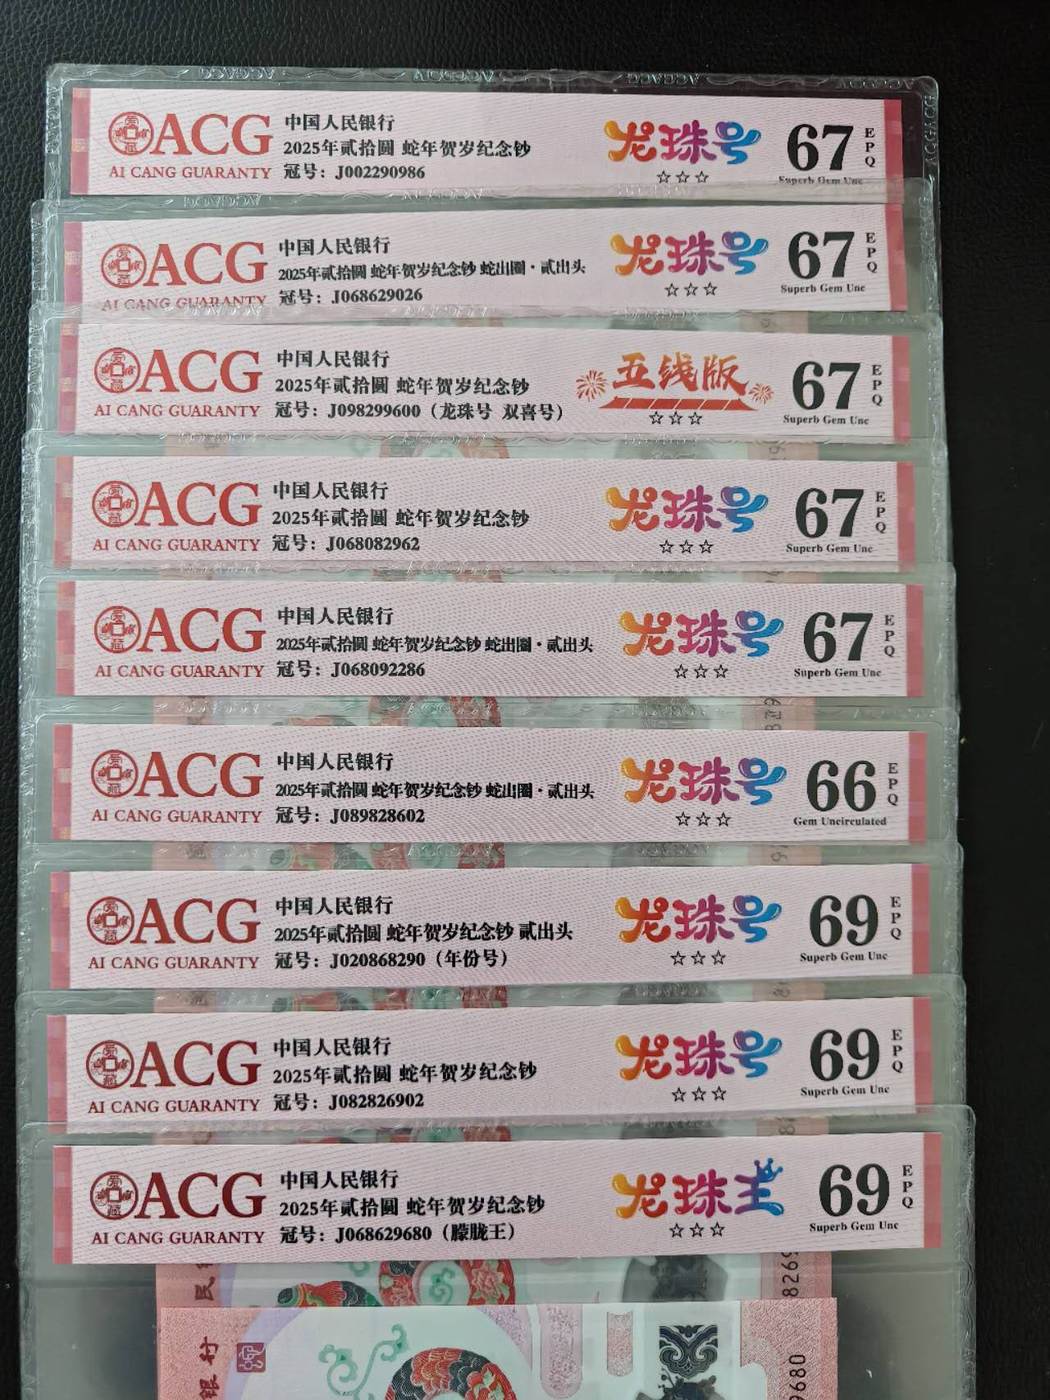 ACG
AI CANG GUARANTY
中国人民银行
2025年贰拾圆 蛇年贺岁纪念钞
冠号：J002290986
龙珠号
☆☆☆
67
EPQ
Superb Gem Unc
ACG
AI CANG GUARANTY
中国人民银行
2025年贰拾圆 蛇年贺岁纪念钞 蛇出圈·贰出头
冠号：J068629026
龙珠号
☆☆☆
67
EPQ
Superb Gem Unc
ACG
AI CANG GUARANTY
中国人民银行
2025年贰拾圆 蛇年贺岁纪念钞
冠号：J098299600（龙珠号 双喜号）
五线版
☆☆☆
67
EPQ
Superb Gem Unc
ACG
AI CANG GUARANTY
中国人民银行
2025年贰拾圆 蛇年贺岁纪念钞
冠号：J068082962
龙珠号
☆☆☆
67
EPQ
Superb Gem Unc
ACG
AI CANG GUARANTY
中国人民银行
2025年贰拾圆 蛇年贺岁纪念钞 蛇出圈·贰出头
冠号：J068092286
龙珠号
☆☆☆
67
EPQ
Superb Gem Unc
ACG
AI CANG GUARANTY
中国人民银行
2025年贰拾圆 蛇年贺岁纪念钞 蛇出圈·贰出头
冠号：J089828602
龙珠号
☆☆☆
66
EPQ
Gem Uncirculated
ACG
AI CANG GUARANTY
中国人民银行
2025年贰拾圆 蛇年贺岁纪念钞 贰出头
冠号：J020868290（年份号）
龙珠号
☆☆☆
69
EPQ
Superb Gem Unc
ACG
AI CANG GUARANTY
中国人民银行
2025年贰拾圆 蛇年贺岁纪念钞
冠号：J082826902
龙珠号
☆☆☆
69
EPQ
Superb Gem Unc
ACG
AI CANG GUARANTY
中国人民银行
2025年贰拾圆 蛇年贺岁纪念钞
冠号：J068629680（朦胧王）
龙珠王
☆☆☆
69
EPQ
Superb Gem Unc
民
8269
银行
9680